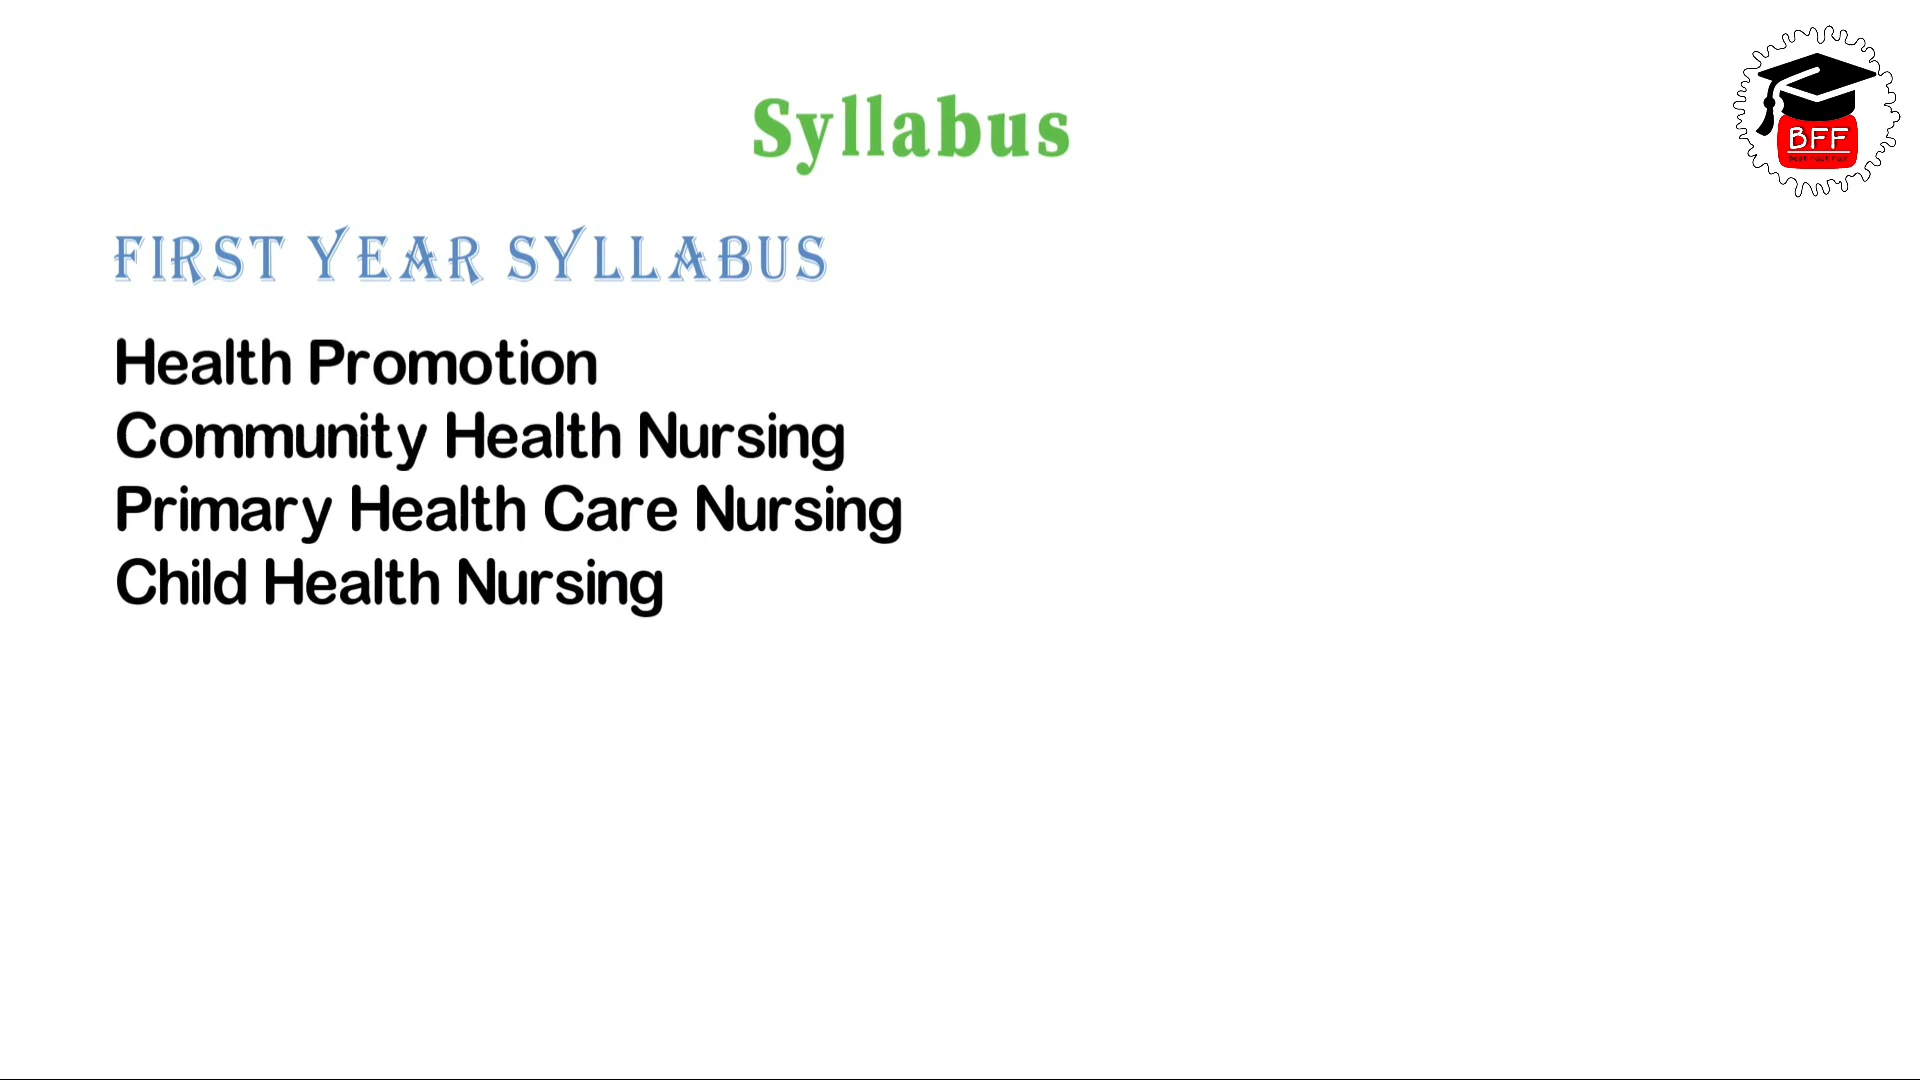 Syllabus
BFF
FIRST YEAR SYLLABUS
Health Promotion
Community Health Nursing
Primary Health Care Nursing
Child Health Nursing